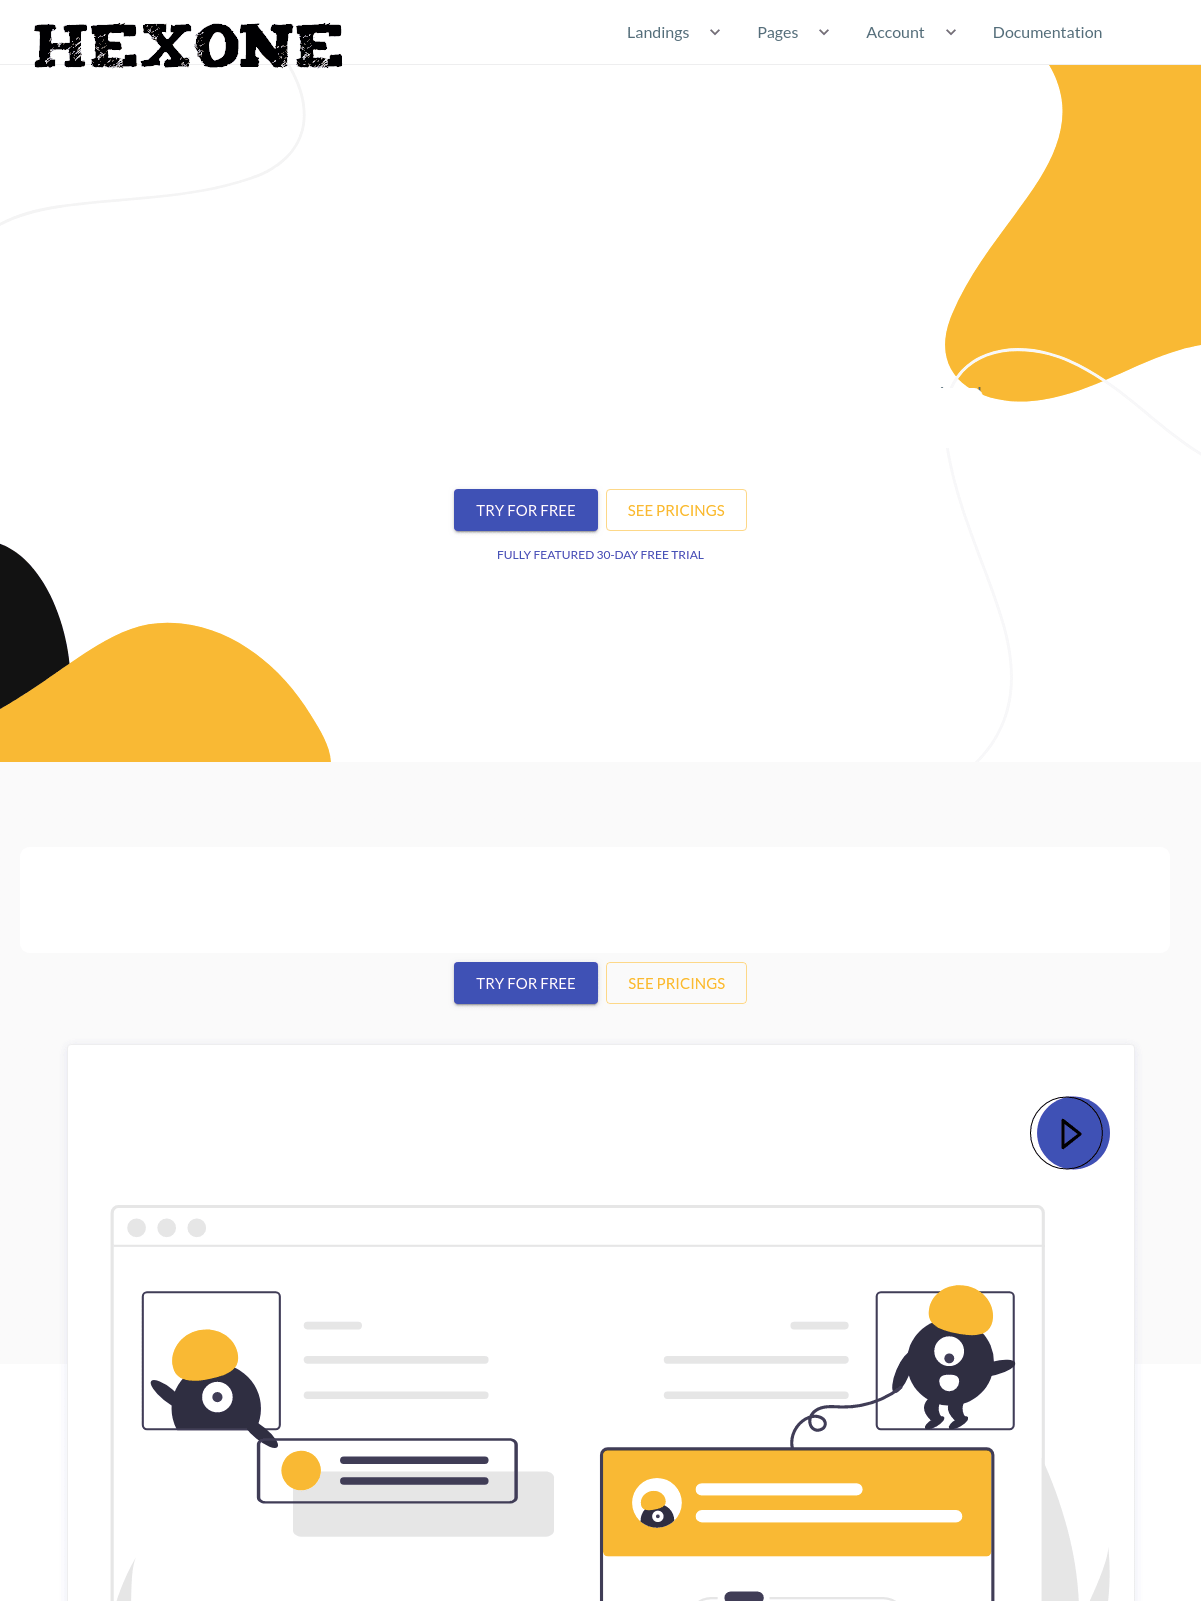 HEXONE
Landings Pages Account Documentation
TRY FOR FREE SEE PRICINGS
FULLY FEATURED 30-DAY FREE TRIAL
TRY FOR FREE SEE PRICINGS